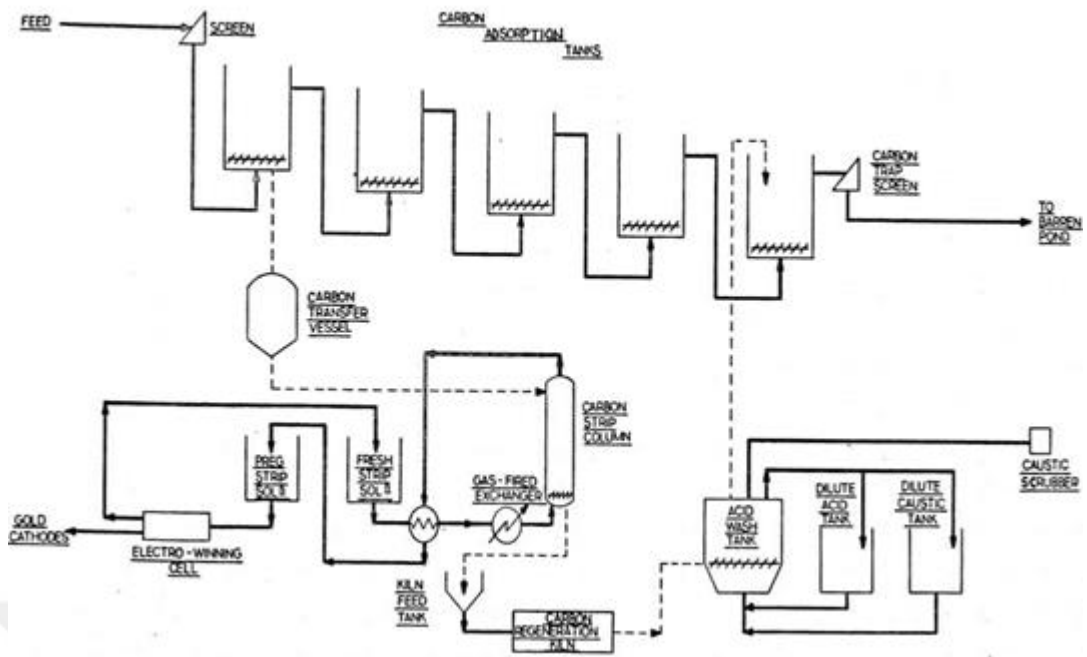 FEED
SCREEN
CARBON
ADSORPTION
TANKS
CARBON
TRAP
SCREEN
TO
BARREN
POND
CARBON
TRANSFER
VESSEL
CARBON
STRIP
COLUMN
PREG
STRIP
SOL'N
FRESH
STRIP
SOL'N
GAS-FIRED
EXCHANGER
GOLD
CATHODES
ELECTRO-WINNING
CELL
KILN
FEED
TANK
CARBON
REGENERATION
KILN
ACID
WASH
TANK
DILUTE
ACID
TANK
DILUTE
CAUSTIC
TANK
CAUSTIC
SCRUBBER